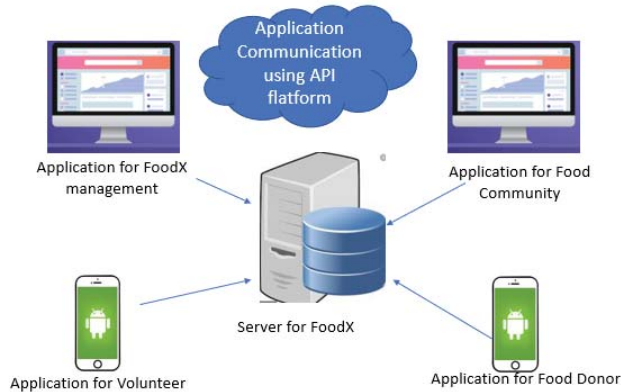 Application
Communication
using API
flatform
Application for FoodX
management
Application for Food
Community
Server for FoodX
Application for Volunteer
Application for Food Donor